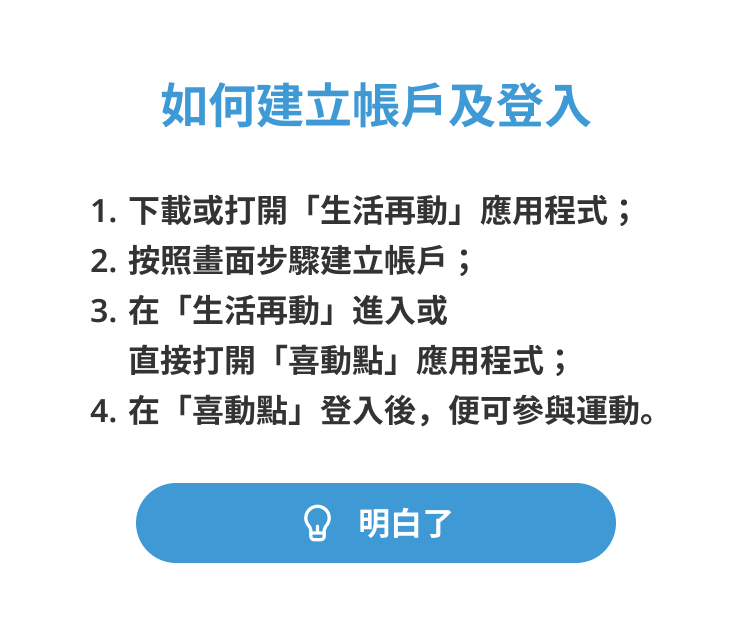 如何建立帳戶及登入
1. 下載或打開「生活再動」應用程式；
2. 按照畫面步驟建立帳戶；
3. 在「生活再動」進入或
直接打開「喜動點」應用程式；
4. 在「喜動點」登入後，便可參與運動。
明白了